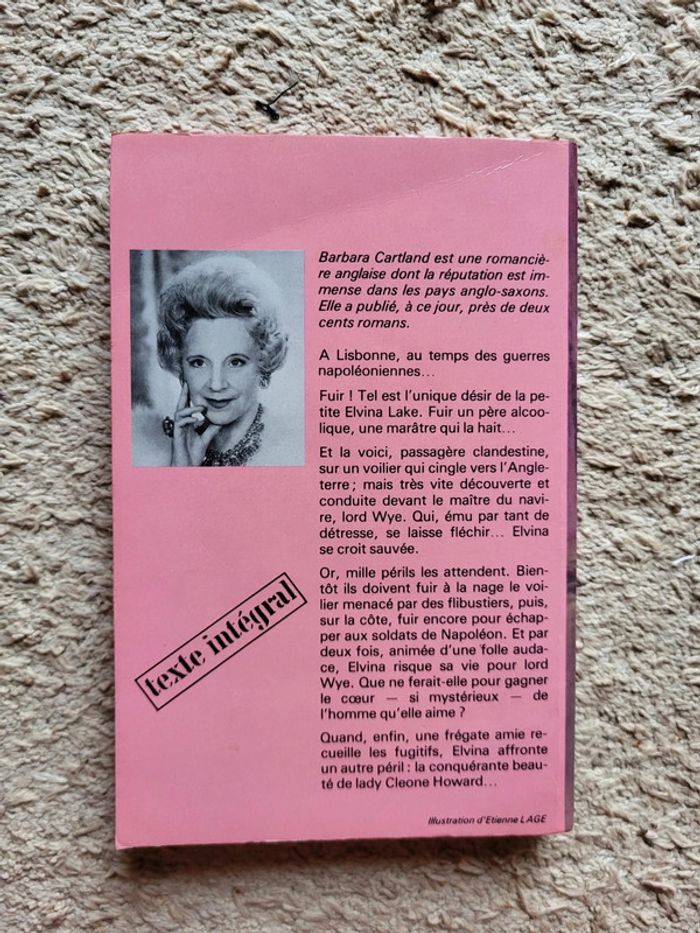 Barbara Cartland est une romanciè-
re anglaise dont la réputation est im-
mense dans les pays anglo-saxons.
Elle a publié, à ce jour, près de deux
cents romans.
A Lisbonne, au temps des guerres
napoléoniennes...
Fuir ! Tel est l'unique désir de la pe-
tite Elvina Lake. Fuir un père alcoo-
lique, une marâtre qui la hait...
Et la voici, passagère clandestine,
sur un voilier qui cingle vers l'Angle-
terre ; mais très vite découverte et
conduite devant le maître du navi-
re, lord Wye. Qui, ému par tant de
détresse, se laisse fléchir... Elvina
se croit sauvée.
Or, mille périls les attendent. Bien-
tôt ils doivent fuir à la nage le voi-
lier menacé par des flibustiers, puis,
sur la côte, fuir encore pour échap-
per aux soldats de Napoléon. Et par
deux fois, animée d'une folle auda-
ce, Elvina risque sa vie pour lord
Wye. Que ne ferait-elle pour gagner
le cœur — si mystérieux — de
l'homme qu'elle aime ?
Quand, enfin, une frégate amie re-
cueille les fugitifs, Elvina affronte
un autre péril : la conquérante beau-
té de lady Cleone Howard...
texte intégral
Illustration d'Etienne LAGE